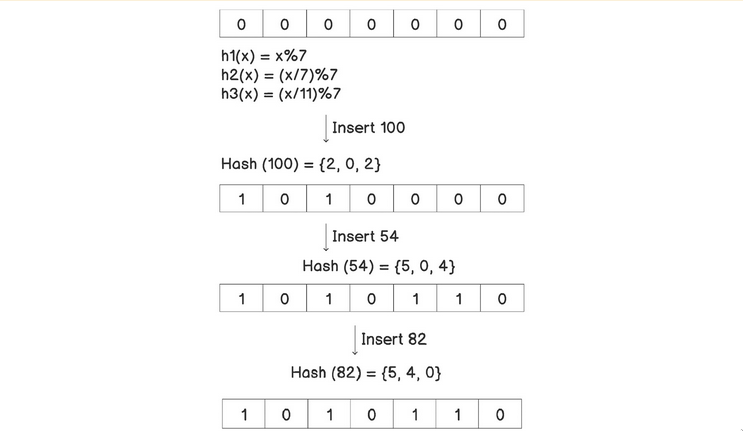 0 0 0 0 0 0 0
h1(x) = x%7
h2(x) = (x/7)%7
h3(x) = (x/11)%7
Insert 100
Hash (100) = {2, 0, 2}
1 0 1 0 0 0 0
Insert 54
Hash (54) = {5, 0, 4}
1 0 1 0 1 1 0
Insert 82
Hash (82) = {5, 4, 0}
1 0 1 0 1 1 0